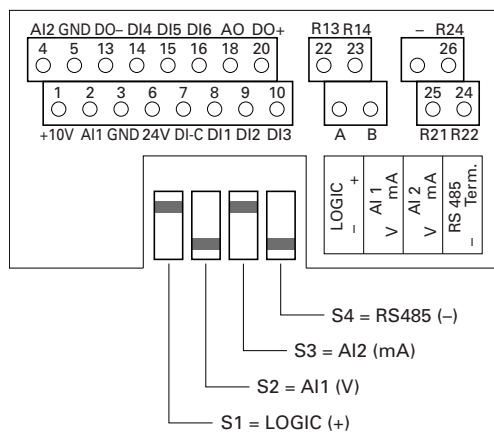 AI2 GND DO– DI4 DI5 DI6 AO DO+
4 5 13 14 15 16 18 20
1 2 3 6 7 8 9 10
+10V AI1 GND 24V DI-C DI1 DI2 DI3
R13 R14
22 23
A B
– R24
26
25 24
R21 R22
LOGIC
– +
AI 1
V mA
AI 2
V mA
RS 485
– Term.
S4 = RS485 (–)
S3 = AI2 (mA)
S2 = AI1 (V)
S1 = LOGIC (+)